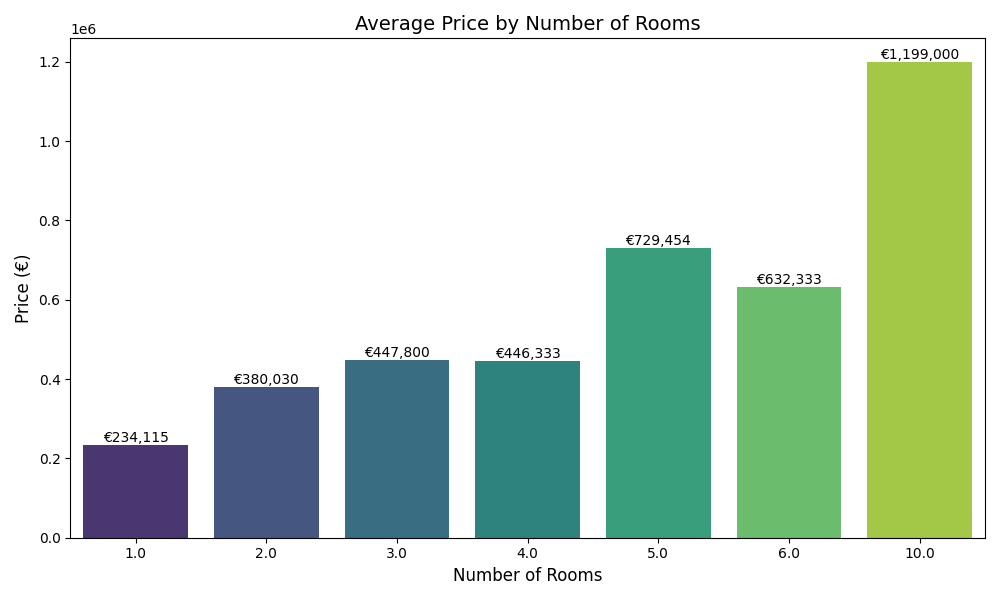 Average Price by Number of Rooms
1e6
Price (€)
1.2
1.0
0.8
0.6
0.4
0.2
0.0
€234,115
€380,030
€447,800
€446,333
€729,454
€632,333
€1,199,000
1.0 2.0 3.0 4.0 5.0 6.0 10.0
Number of Rooms